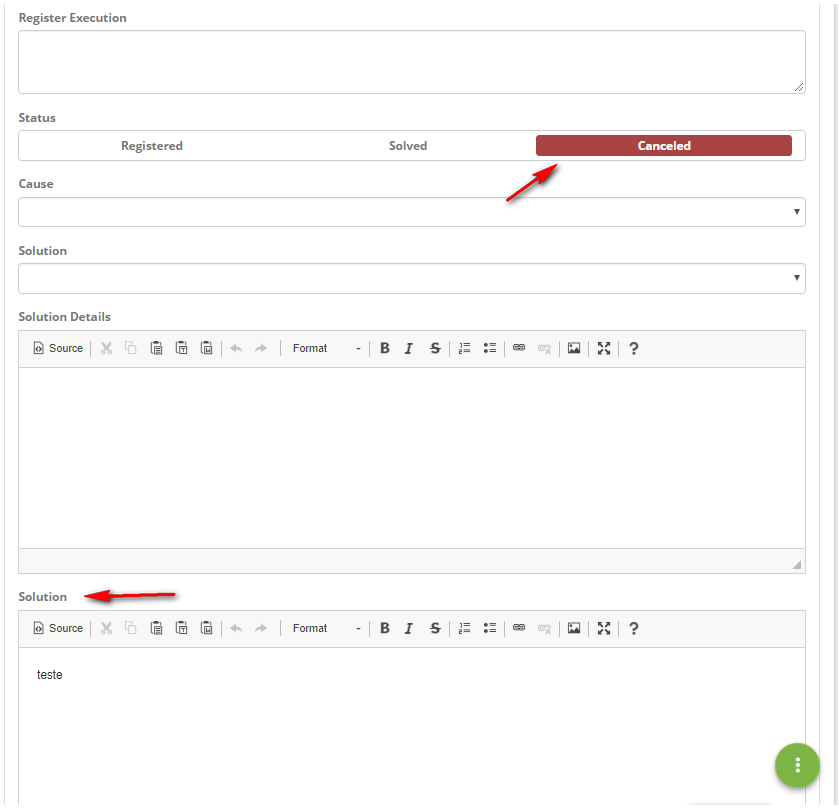 Register Execution
Status
Registered Solved Canceled
Cause
Solution
Solution Details
Source Format B I S ?
Solution
Source Format B I S ?
teste